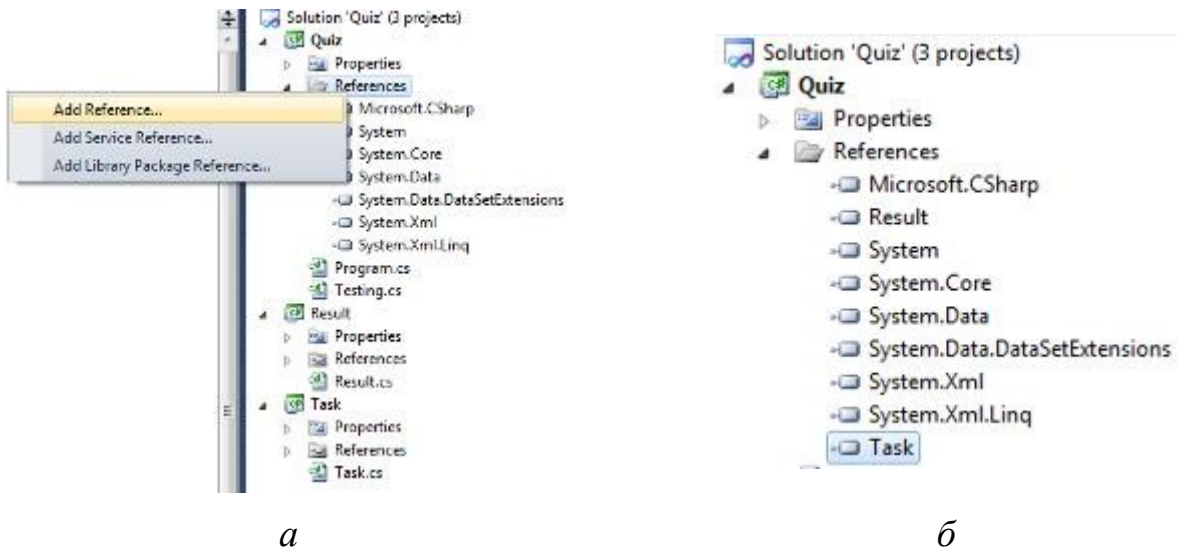 Solution 'Quiz' (3 projects)
Quiz
Properties
References
Add Reference...
Add Service Reference...
Add Library Package Reference...
Microsoft.CSharp
System
System.Core
System.Data
System.Data.DataSetExtensions
System.Xml
System.Xml.Linq
Program.cs
Testing.cs
Result
Properties
References
Result.cs
Task
Properties
References
Task.cs
а
Solution 'Quiz' (3 projects)
Quiz
Properties
References
Microsoft.CSharp
Result
System
System.Core
System.Data
System.Data.DataSetExtensions
System.Xml
System.Xml.Linq
Task
б